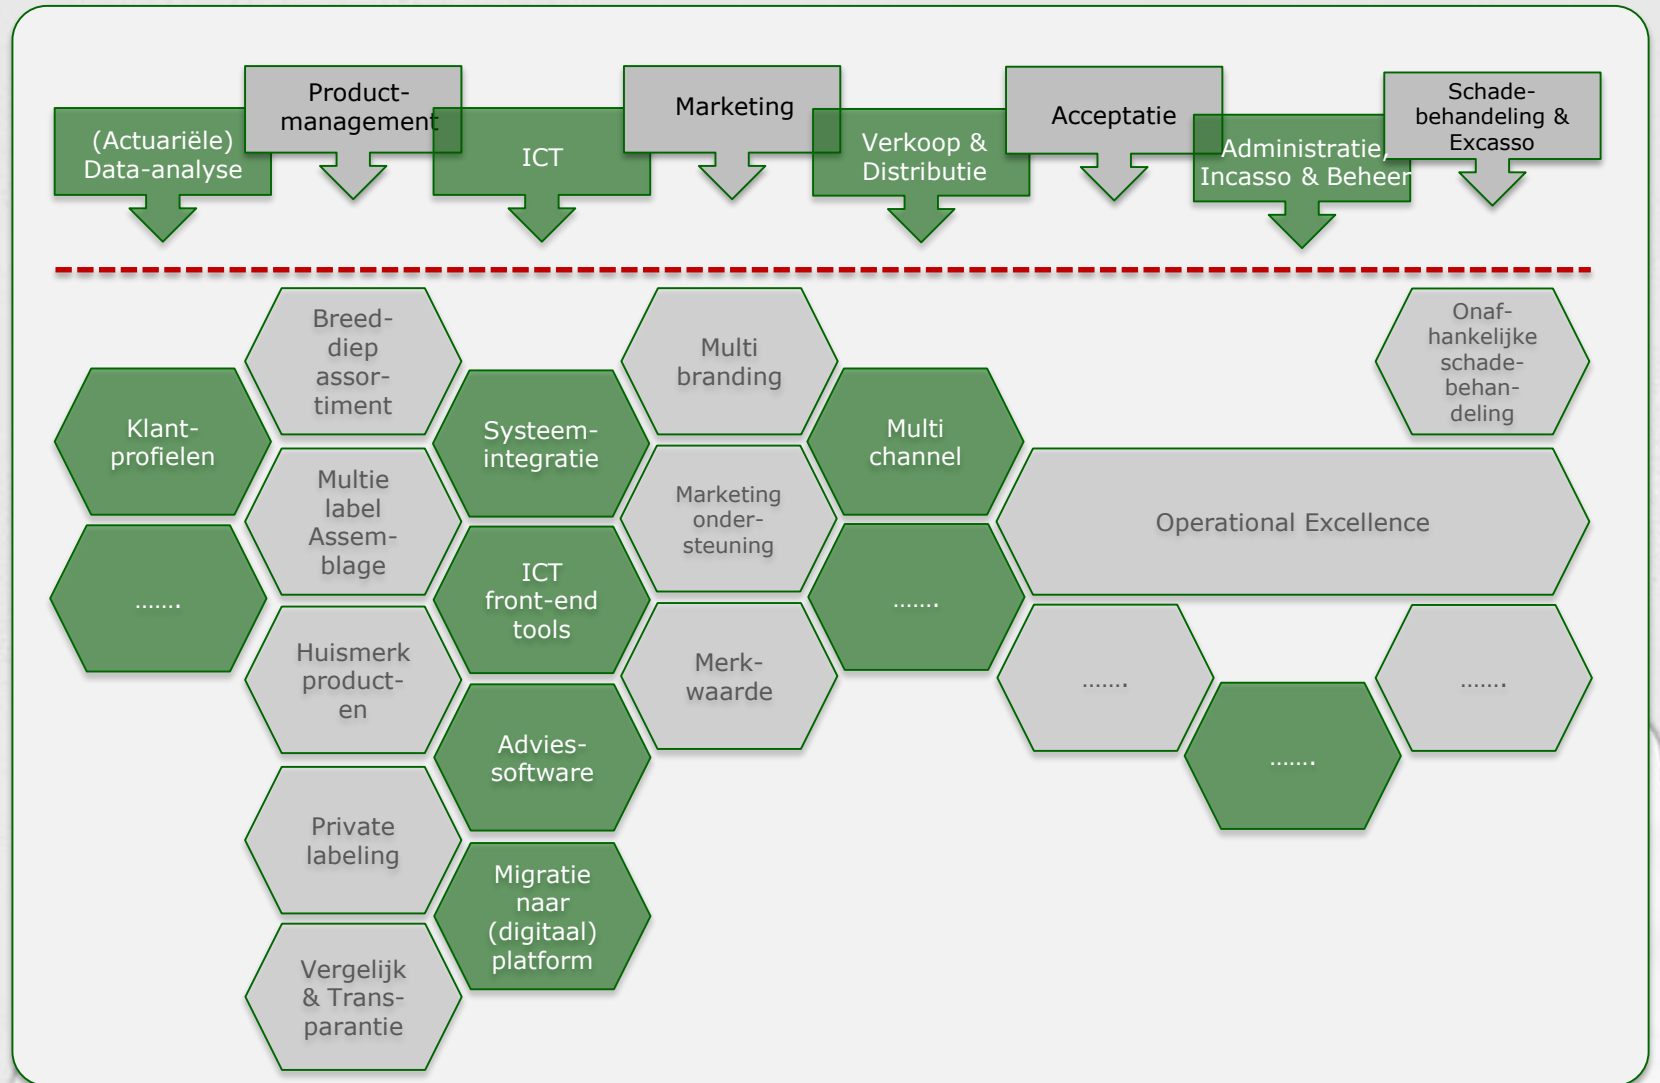 (Actuariële)
Data-analyse
Product-
management
ICT
Marketing
Verkoop &
Distributie
Acceptatie
Administratie,
Incasso & Beheer
Schade-
behandeling &
Excasso
Klant-
profielen
…….
Breed-
diep
assor-
timent
Multie
label
Assem-
blage
Huismerk
product-
en
Private
labeling
Vergelijk
& Trans-
parantie
Systeem-
integratie
ICT
front-end
tools
Advies-
software
Migratie
naar
(digitaal)
platform
Multi
branding
Marketing
onder-
steuning
Merk-
waarde
Multi
channel
…….
Onaf-
hankelijke
schade-
behan-
deling
Operational Excellence
…….
…….
…….